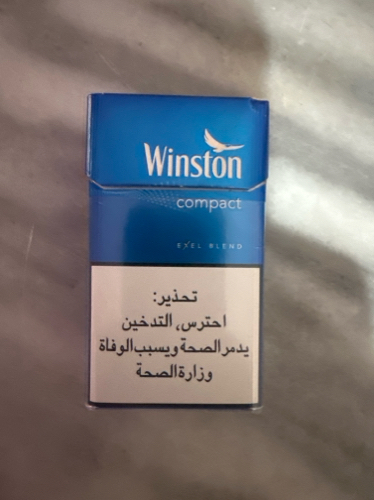 Winston
compact
EXEL BLEND
تحذير:
احترس، التدخين
يدمر الصحة ويسبب الوفاة
وزارة الصحة